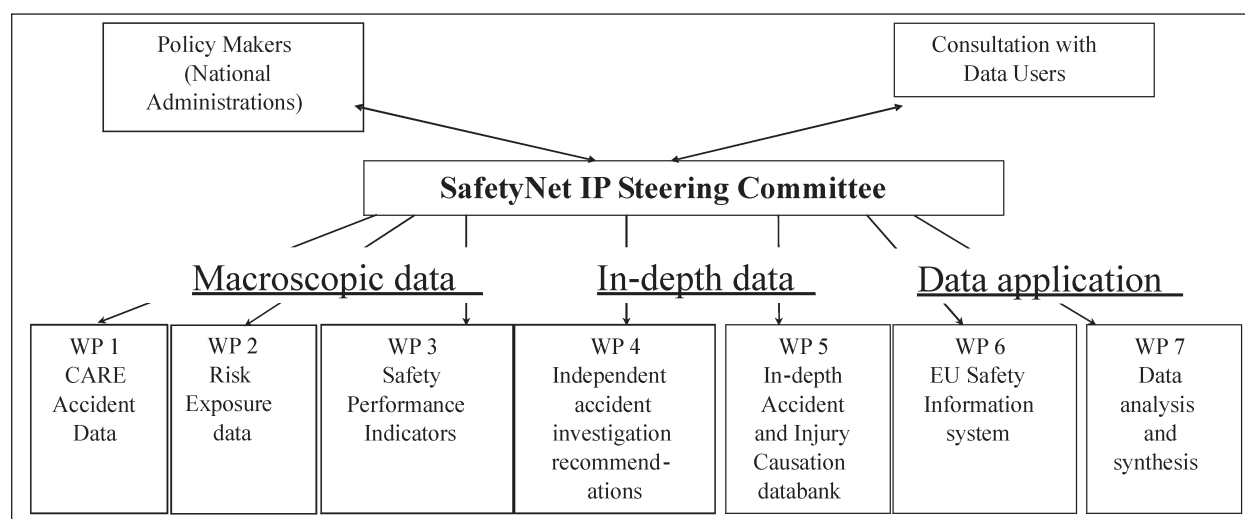 Policy Makers
(National
Administrations)
Consultation with
Data Users
SafetyNet IP Steering Committee
Macroscopic data
In-depth data
Data application
WP 1
CARE
Accident
Data
WP 2
Risk
Exposure
data
WP 3
Safety
Performance
Indicators
WP 4
Independent
accident
investigation
recommend-
ations
WP 5
In-depth
Accident
and Injury
Causation
databank
WP 6
EU Safety
Information
system
WP 7
Data
analysis
and
synthesis